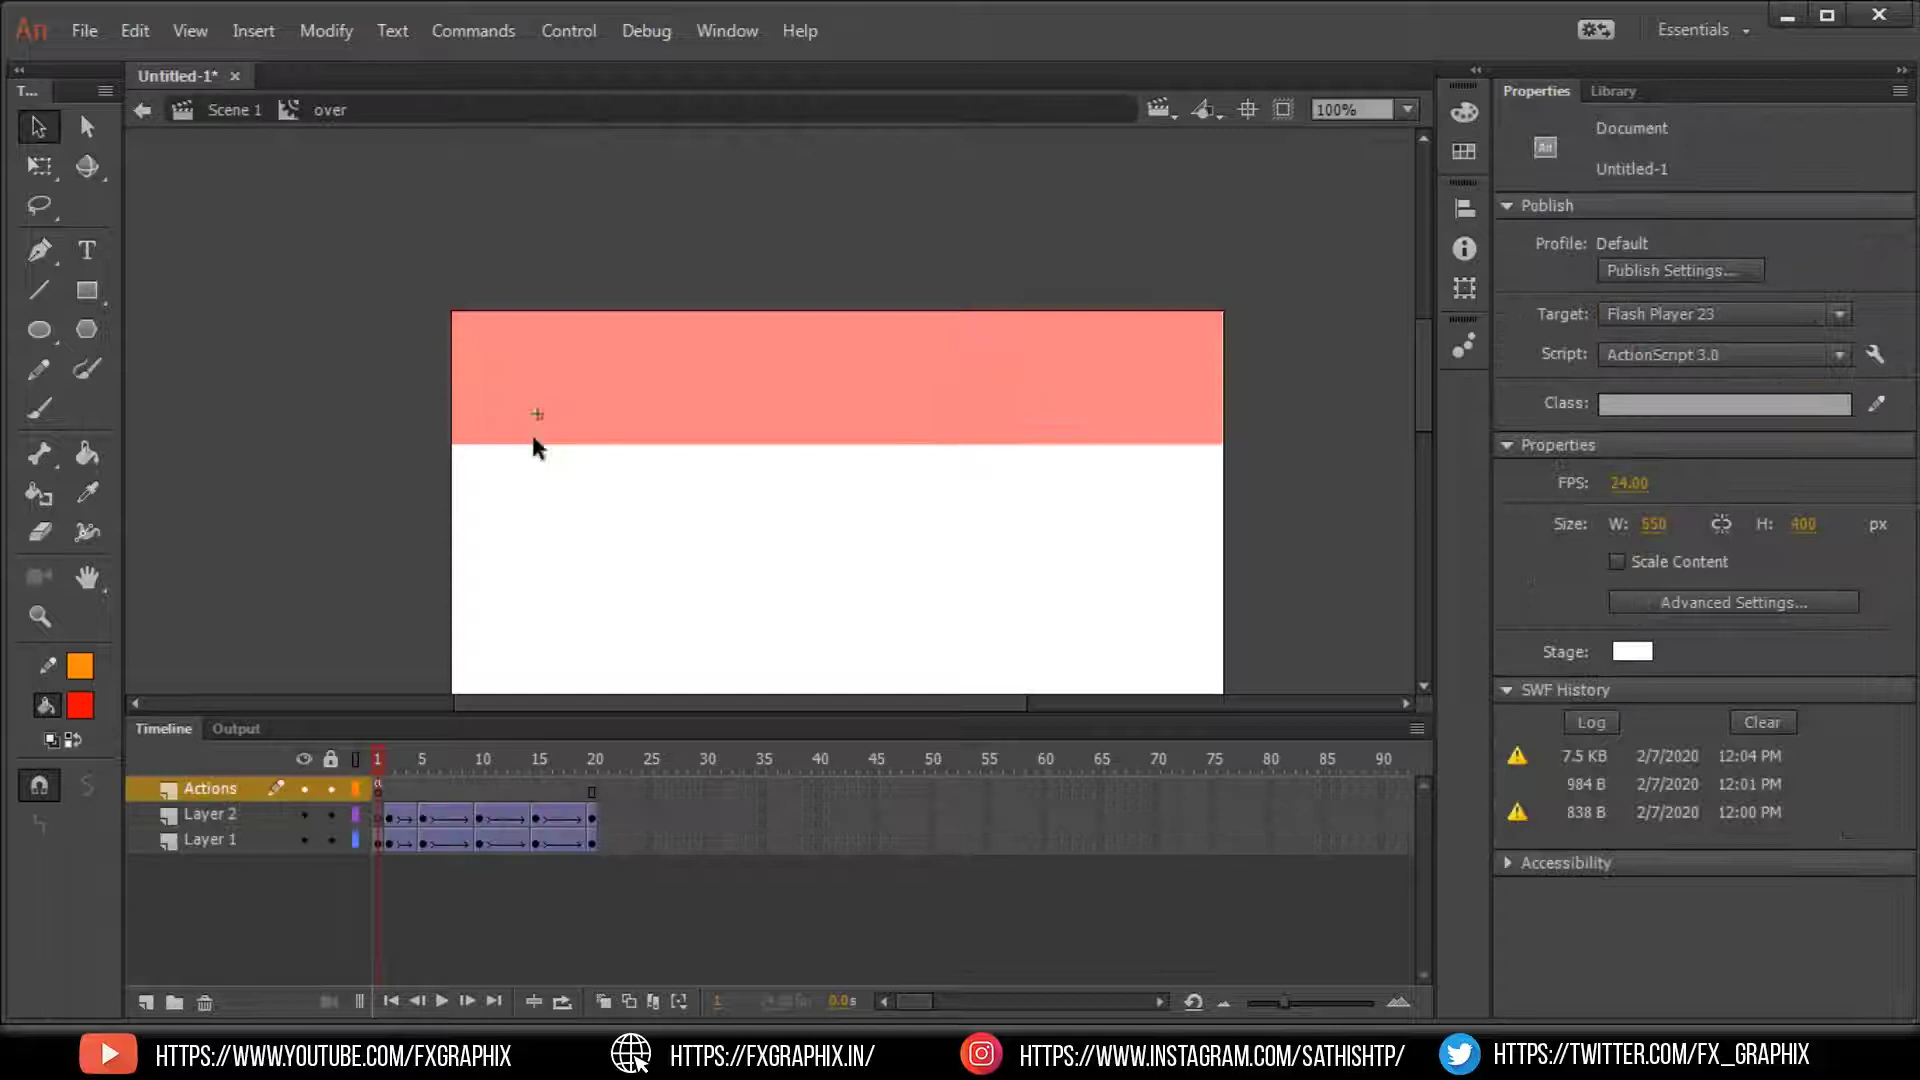 An File Edit View Insert Modify Text Commands Control Debug Window Help Essentials
Untitled-1*
T...
Scene 1 over 100%
Properties Library
Document
An
Untitled-1
Publish
Profile: Default
Publish Settings...
Target: Flash Player 23
Script: ActionScript 3.0
Class:
Properties
FPS: 24.00
Size: W: 550 H: 400 px
Scale Content
Advanced Settings...
Stage:
SWF History
Log Clear
7.5 KB 2/7/2020 12:04 PM
984 B 2/7/2020 12:01 PM
838 B 2/7/2020 12:00 PM
Accessibility
Timeline Output
1 5 10 15 20 25 30 35 40 45 50 55 60 65 70 75 80 85 90
Actions
Layer 2
Layer 1
1 0.0s
HTTPS://WWW.YOUTUBE.COM/FXGRAPHIX HTTPS://FXGRAPHIX.IN/ HTTPS://WWW.INSTAGRAM.COM/SATHISHTP/ HTTPS://TWITTER.COM/FX_GRAPHIX